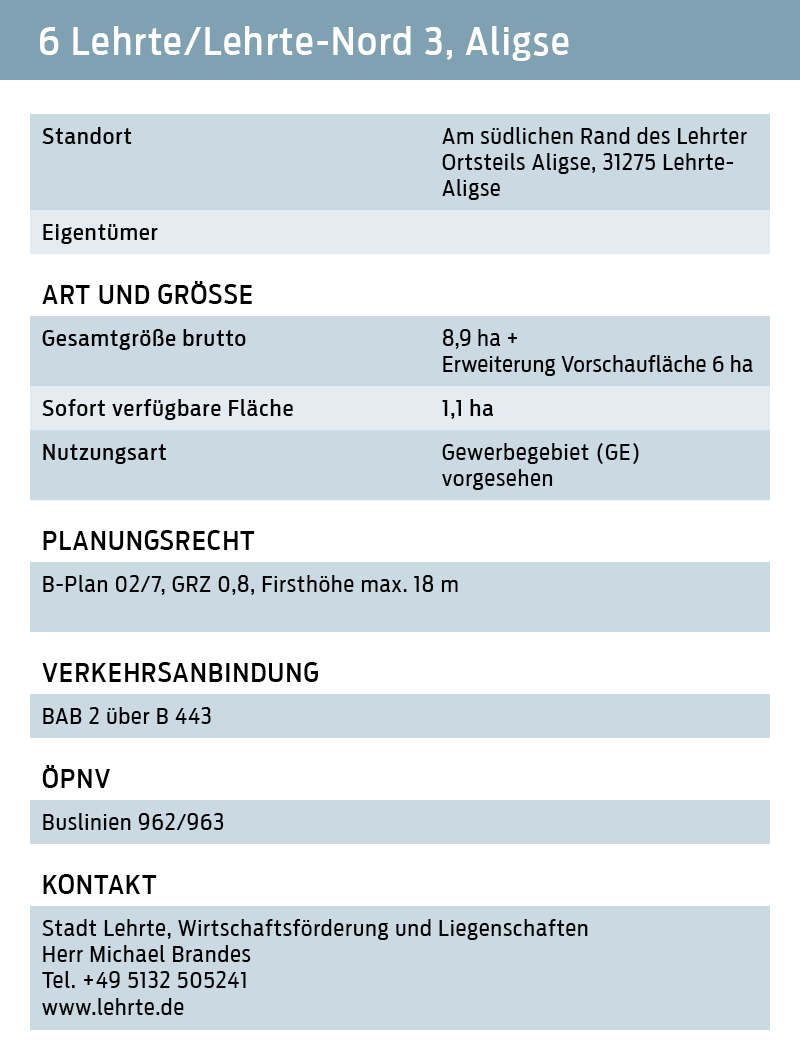 6 Lehrte/Lehrte-Nord 3, Aligse
Standort
Am südlichen Rand des Lehrter
Ortsteils Aligse, 31275 Lehrte-
Aligse
Eigentümer
ART UND GRÖSSE
Gesamtgröße brutto
8,9 ha +
Erweiterung Vorschaufläche 6 ha
Sofort verfügbare Fläche
1,1 ha
Nutzungsart
Gewerbegebiet (GE)
vorgesehen
PLANUNGSRECHT
B-Plan 02/7, GRZ 0,8, Firsthöhe max. 18 m
VERKEHRSANBINDUNG
BAB 2 über B 443
ÖPNV
Buslinien 962/963
KONTAKT
Stadt Lehrte, Wirtschaftsförderung und Liegenschaften
Herr Michael Brandes
Tel. +49 5132 505241
www.lehrte.de